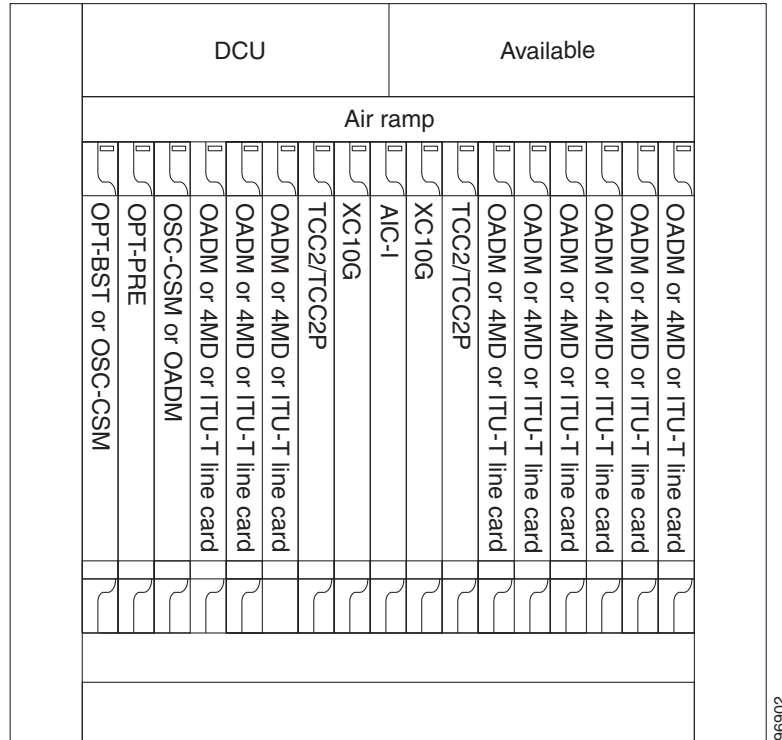 DCU
Available
Air ramp
OPT-BST or OSC-CSM
OPT-PRE
OSC-CSM or OADM
OADM or 4MD or ITU-T line card
OADM or 4MD or ITU-T line card
OADM or 4MD or ITU-T line card
TCC2/TCC2P
XC10G
AIC-I
XC10G
TCC2/TCC2P
OADM or 4MD or ITU-T line card
OADM or 4MD or ITU-T line card
OADM or 4MD or ITU-T line card
OADM or 4MD or ITU-T line card
OADM or 4MD or ITU-T line card
OADM or 4MD or ITU-T line card